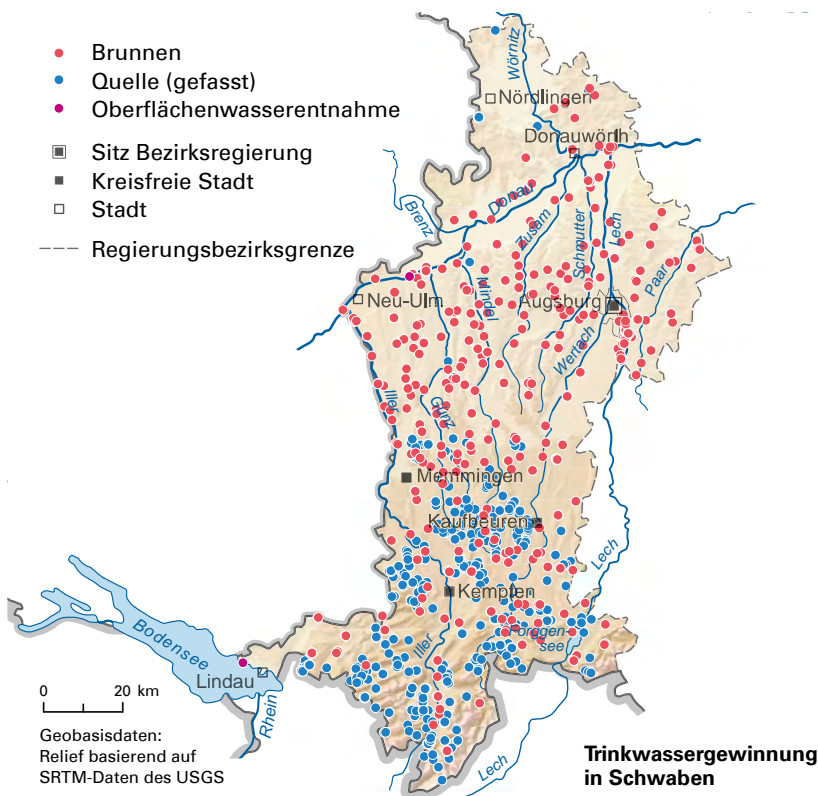 Brunnen
Quelle (gefasst)
Oberflächenwasserentnahme
Sitz Bezirksregierung
Kreisfreie Stadt
Stadt
Regierungsbezirksgrenze
Wörnitz
Nördlingen
Donauwörth
Donau
Brenz
Zusam
Schmutter
Lech
Paar
Neu-Ulm
Mindel
Augsburg
Wertach
Iller
Günz
Memmingen
Kaufbeuren
Lech
Kempten
Forggen-
see
Iller
Bodensee
Lindau
Rhein
Lech
0 20 km
Geobasisdaten:
Relief basierend auf
SRTM-Daten des USGS
Trinkwassergewinnung
in Schwaben